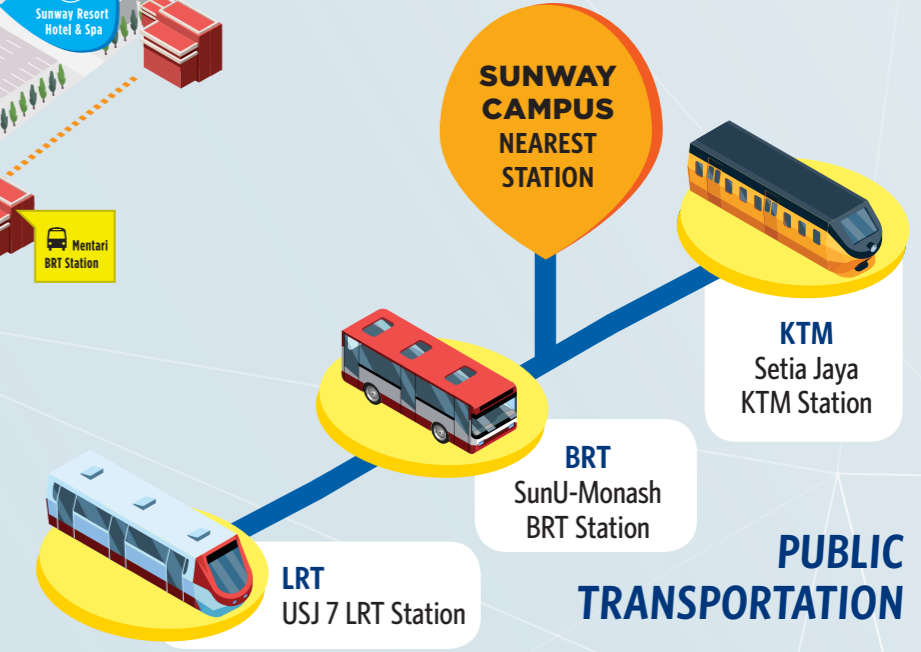 Sunway Resort
Hotel & Spa
SUNWAY
CAMPUS
NEAREST
STATION
Mentari
BRT Station
KTM
Setia Jaya
KTM Station
BRT
SunU-Monash
BRT Station
LRT
USJ 7 LRT Station
PUBLIC
TRANSPORTATION